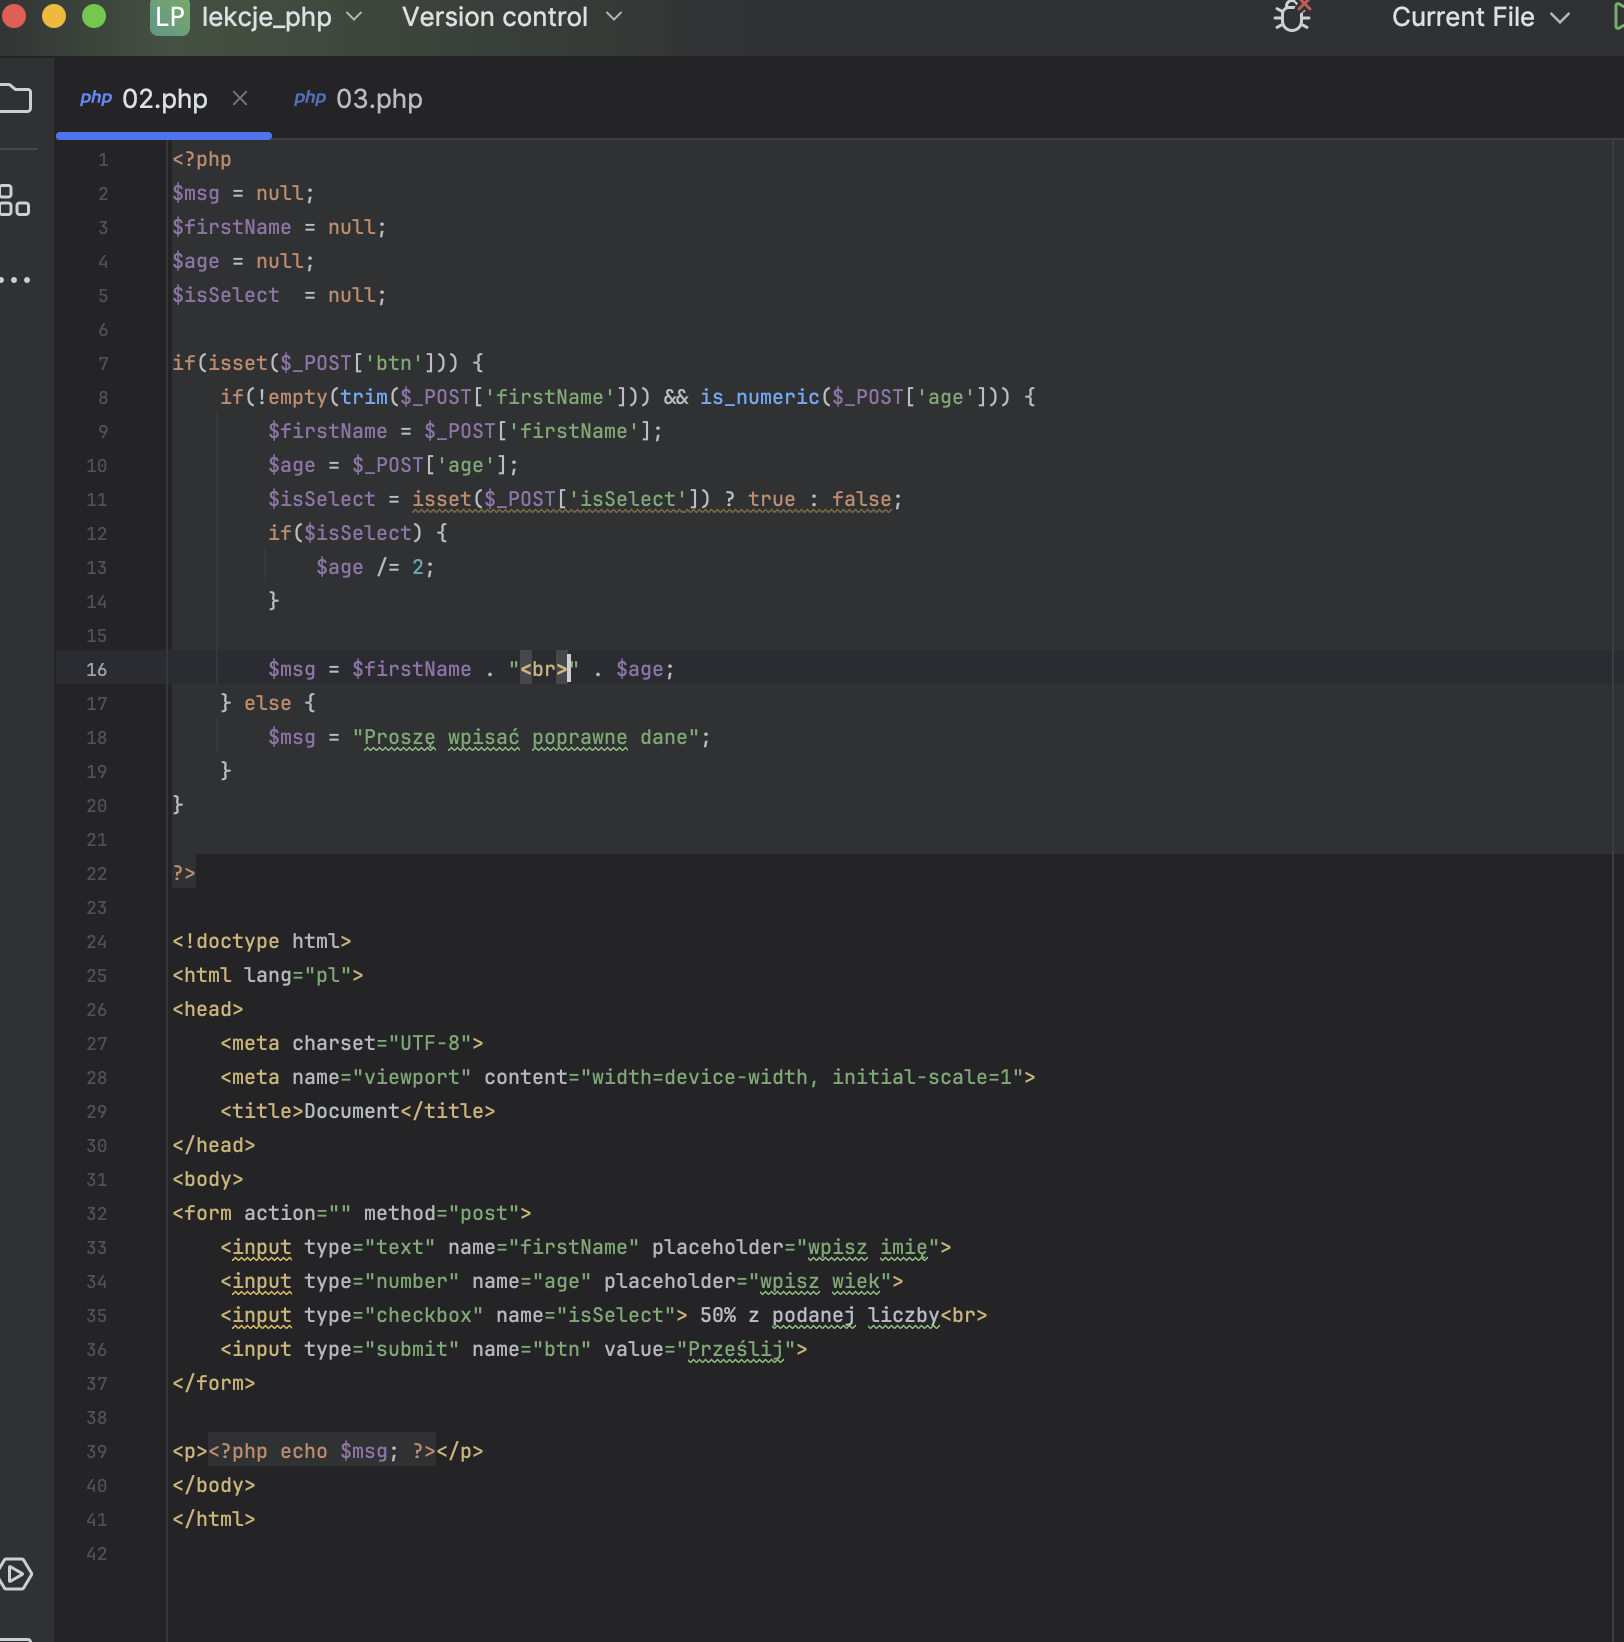 LP lekcje_php Version control Current File
php 02.php php 03.php
1 <?php
2 $msg = null;
3 $firstName = null;
4 $age = null;
5 $isSelect  = null;
6
7 if(isset($_POST['btn'])) {
8     if(!empty(trim($_POST['firstName'])) && is_numeric($_POST['age'])) {
9         $firstName = $_POST['firstName'];
10         $age = $_POST['age'];
11         $isSelect = isset($_POST['isSelect']) ? true : false;
12         if($isSelect) {
13             $age /= 2;
14         }
15
16         $msg = $firstName . "<br>" . $age;
17     } else {
18         $msg = "Proszę wpisać poprawne dane";
19     }
20 }
21
22 ?>
23
24 <!doctype html>
25 <html lang="pl">
26 <head>
27     <meta charset="UTF-8">
28     <meta name="viewport" content="width=device-width, initial-scale=1">
29     <title>Document</title>
30 </head>
31 <body>
32 <form action="" method="post">
33     <input type="text" name="firstName" placeholder="wpisz imię">
34     <input type="number" name="age" placeholder="wpisz wiek">
35     <input type="checkbox" name="isSelect"> 50% z podanej liczby<br>
36     <input type="submit" name="btn" value="Prześlij">
37 </form>
38
39 <p><?php echo $msg; ?></p>
40 </body>
41 </html>
42